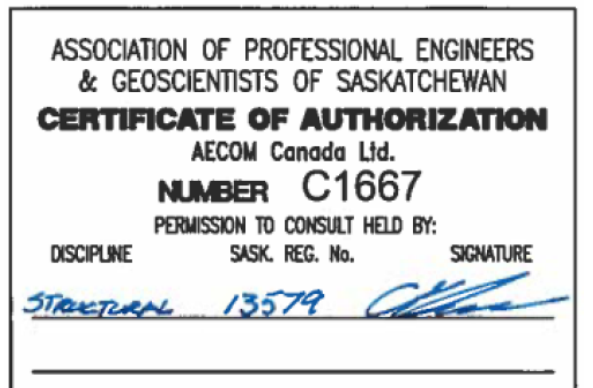 ASSOCIATION OF PROFESSIONAL ENGINEERS
& GEOSCIENTISTS OF SASKATCHEWAN
CERTIFICATE OF AUTHORIZATION
AECOM Canada Ltd.
NUMBER C1667
PERMISSION TO CONSULT HELD BY:
DISCIPLINE SASK. REG. No. SIGNATURE
STRUCTURAL 13579